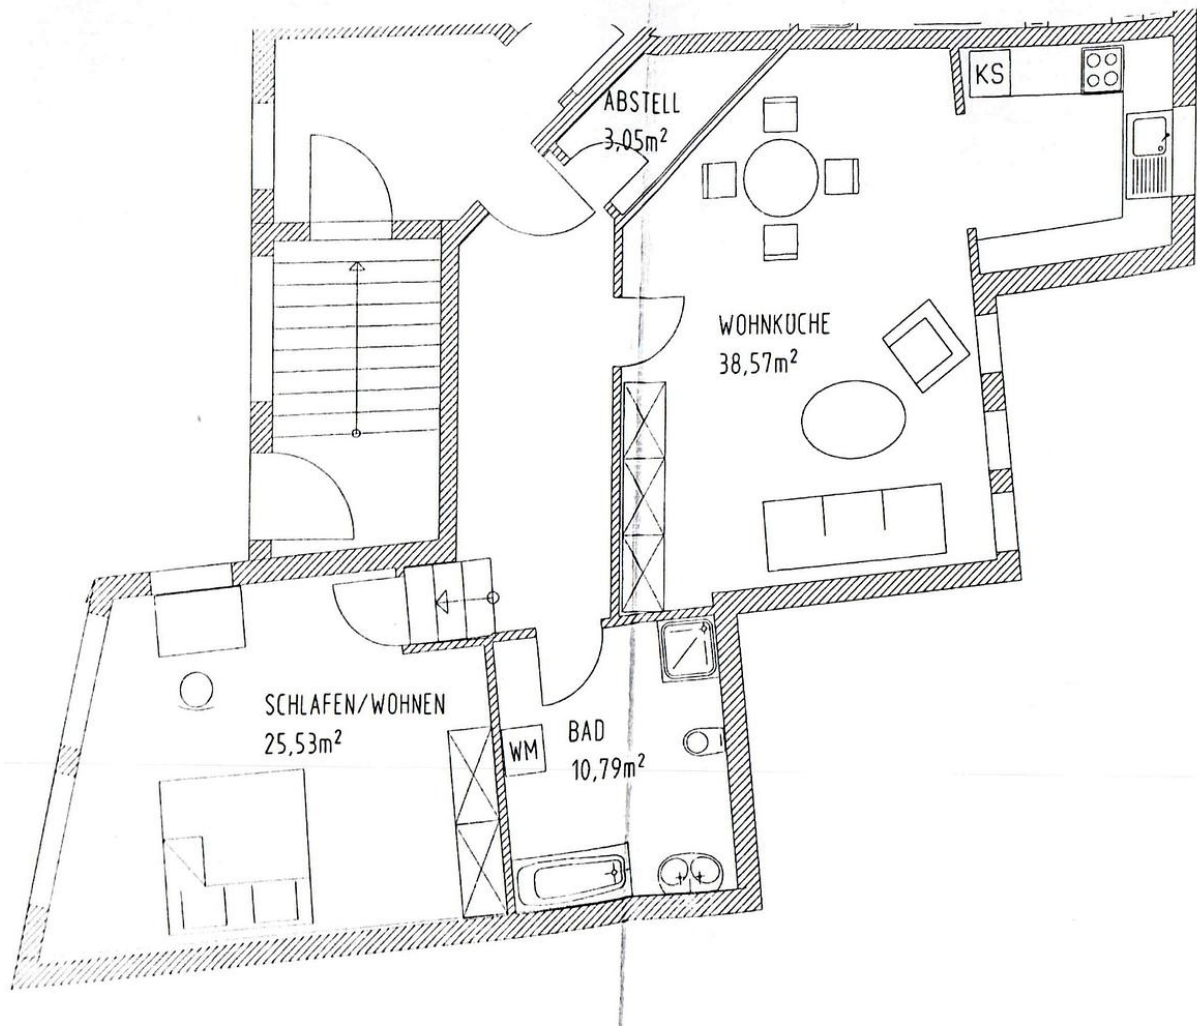 KS
ABSTELL
3,05m²
WOHNKÜCHE
38,57m²
SCHLAFEN/WOHNEN
25,53m²
WM
BAD
10,79m²